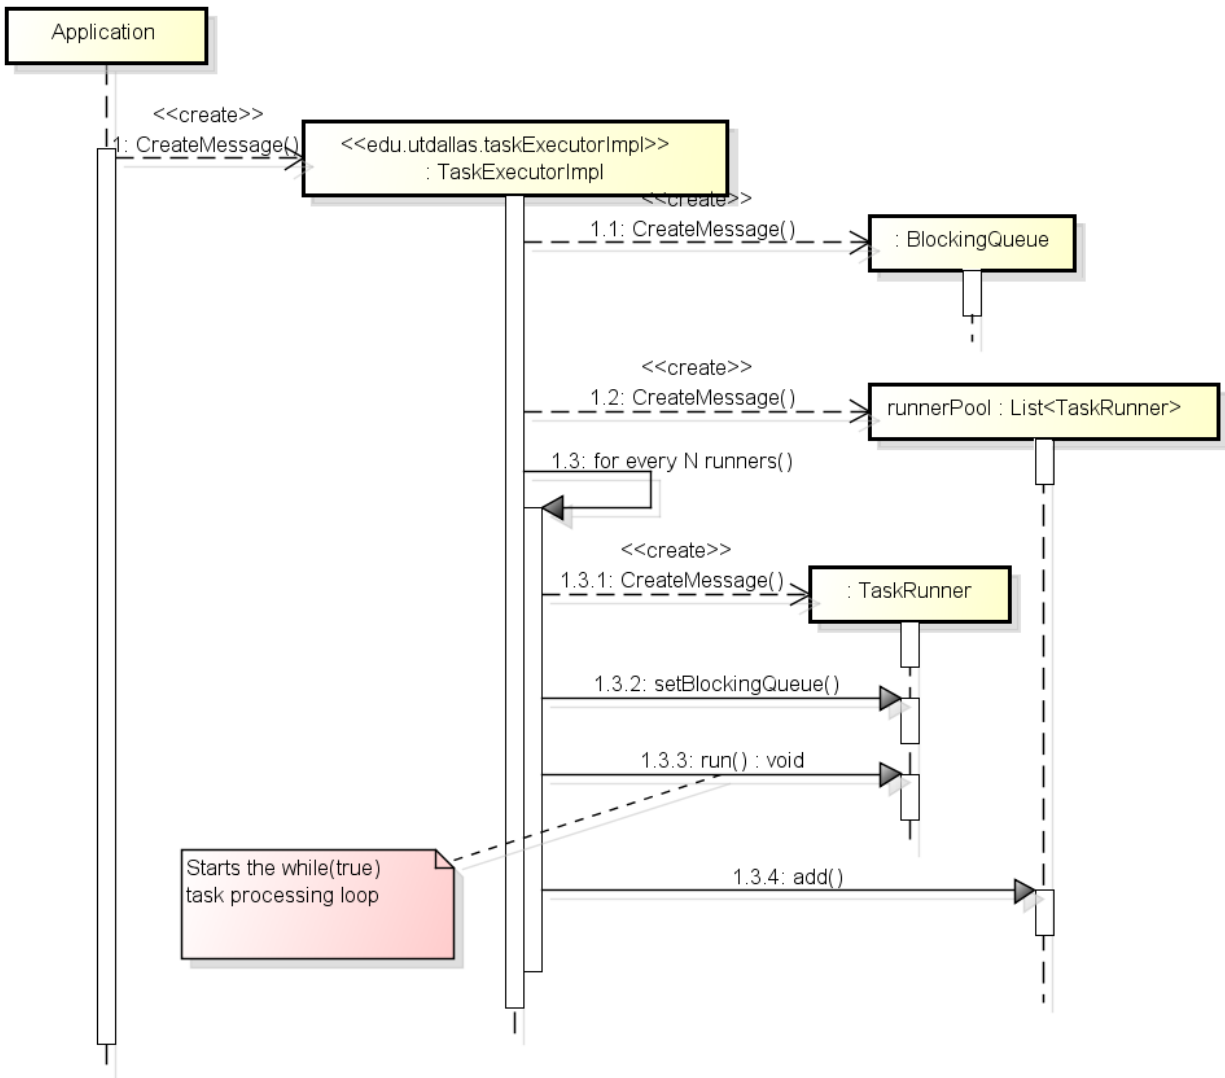 Application
<<create>>
1: CreateMessage()
<<edu.utdallas.taskExecutorImpl>>
: TaskExecutorImpl
<<create>>
1.1: CreateMessage()
: BlockingQueue
<<create>>
1.2: CreateMessage()
runnerPool : List<TaskRunner>
1.3: for every N runners()
<<create>>
1.3.1: CreateMessage()
: TaskRunner
1.3.2: setBlockingQueue()
1.3.3: run() : void
Starts the while(true)
task processing loop
1.3.4: add()